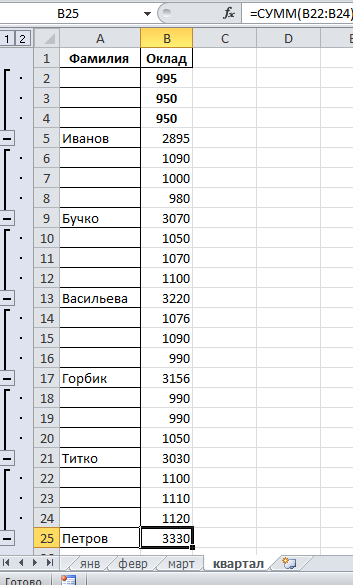 B25 fx =СУММ(B22:B24)
1 2 A B C D
1 Фамилия Оклад
2 995
3 950
4 950
5 Иванов 2895
6 1090
7 1000
8 980
9 Бучко 3070
10 1050
11 1070
12 1100
13 Васильева 3220
14 1076
15 1090
16 990
17 Горбик 3156
18 990
19 990
20 1050
21 Титко 3030
22 1100
23 1110
24 1120
25 Петров 3330
янв февр март квартал
Готово